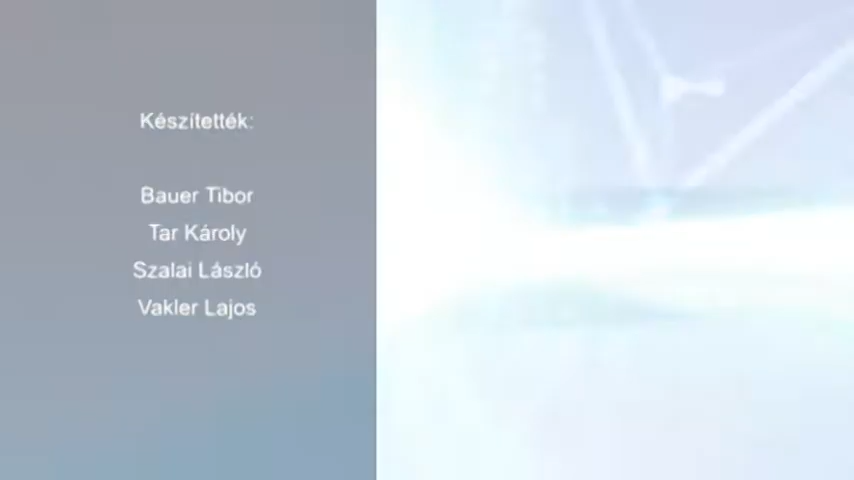 Készítették:
Bauer Tibor
Tar Károly
Szalai László
Vakler Lajos